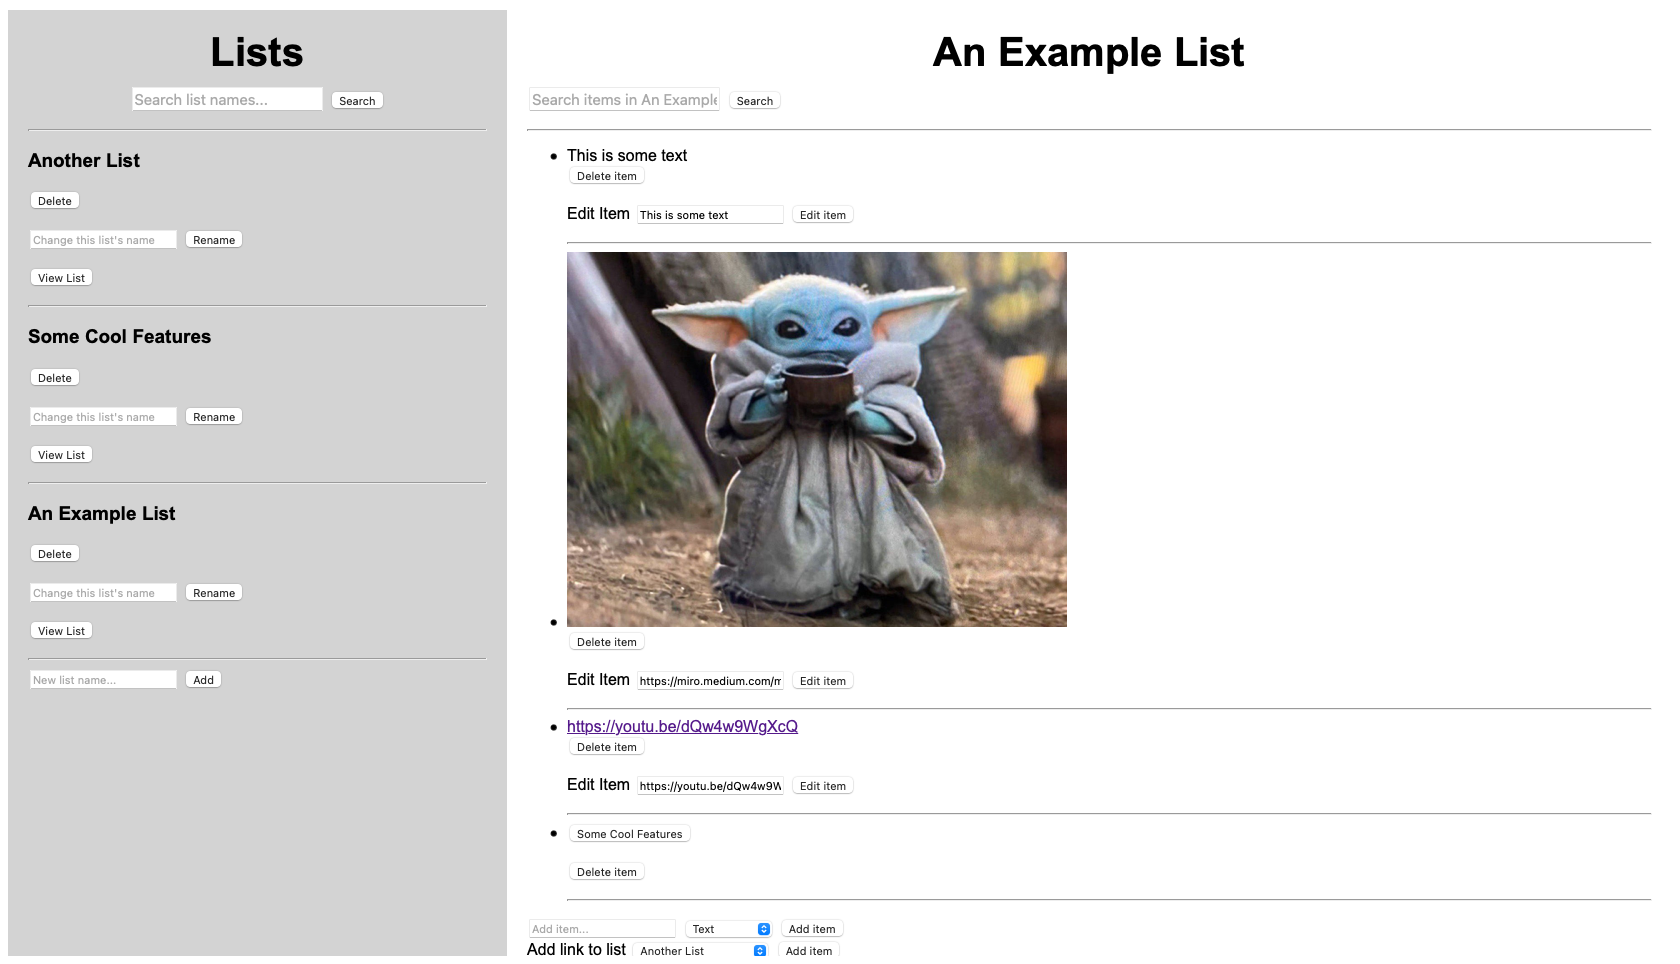 Lists
Search list names...
Search
Another List
Delete
Change this list's name
Rename
View List
Some Cool Features
Delete
Change this list's name
Rename
View List
An Example List
Delete
Change this list's name
Rename
View List
New list name...
Add
An Example List
Search items in An Example
Search
This is some text
Delete item
Edit Item
This is some text
Edit item
Delete item
Edit Item
https://miro.medium.com/m
Edit item
https://youtu.be/dQw4w9WgXcQ
Delete item
Edit Item
https://youtu.be/dQw4w9W
Edit item
Some Cool Features
Delete item
Add item...
Text
Add item
Add link to list
Another List
Add item